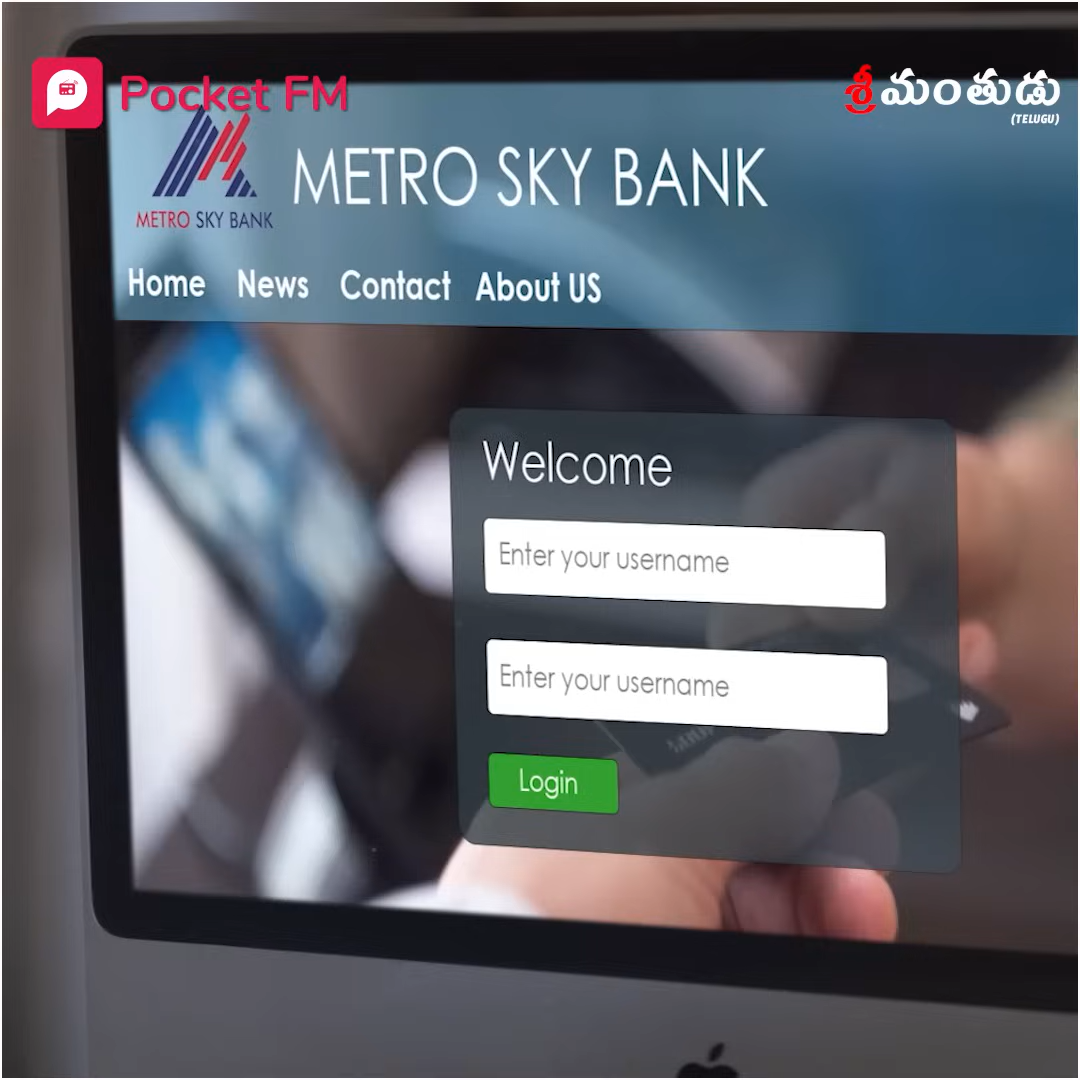 Pocket FM
శ్రీమంతుడు
(TELUGU)
METRO SKY BANK
METRO SKY BANK
Home News Contact About US
Welcome
Enter your username
Enter your username
Login